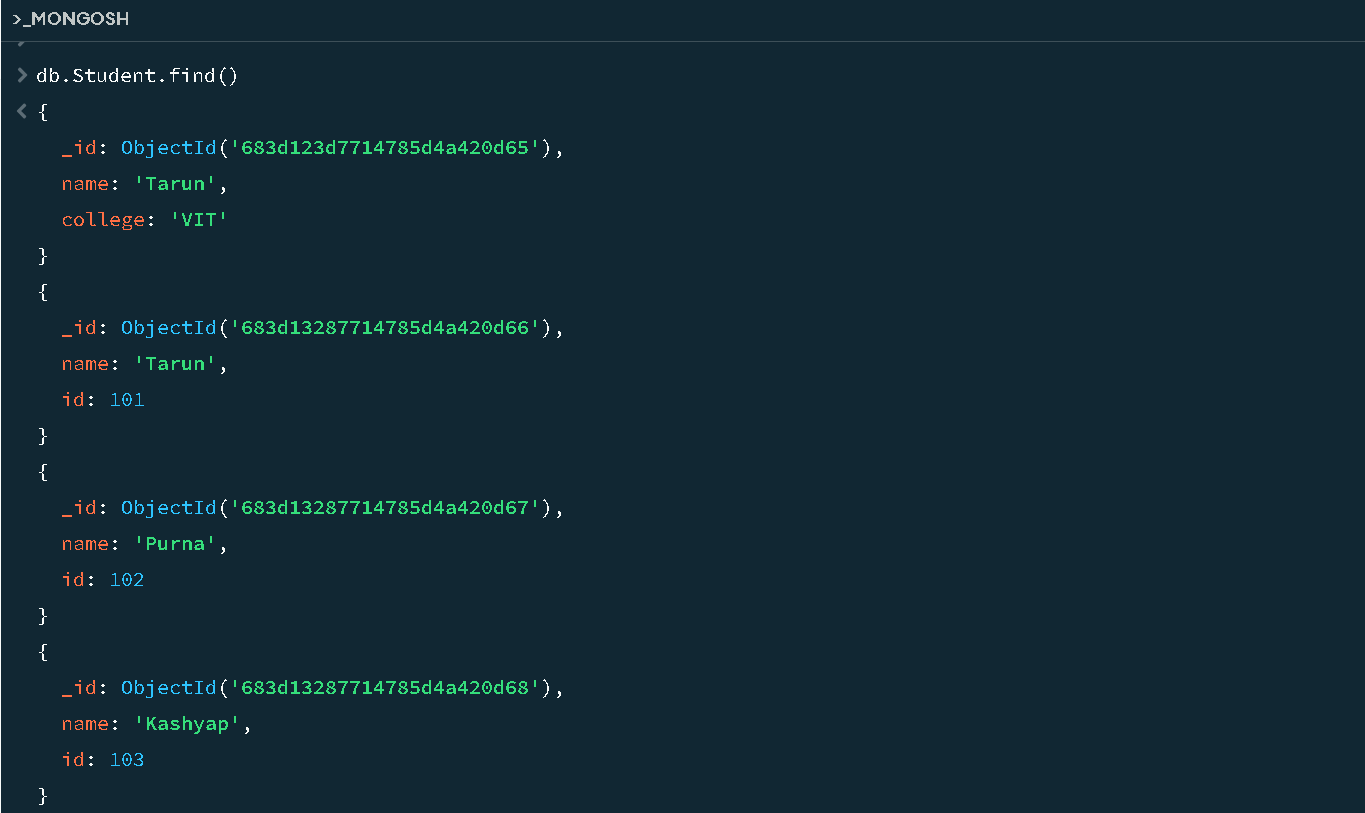 >_MONGOSH
> db.Student.find()
< {
_id: ObjectId('683d123d7714785d4a420d65'),
name: 'Tarun',
college: 'VIT'
}
{
_id: ObjectId('683d13287714785d4a420d66'),
name: 'Tarun',
id: 101
}
{
_id: ObjectId('683d13287714785d4a420d67'),
name: 'Purna',
id: 102
}
{
_id: ObjectId('683d13287714785d4a420d68'),
name: 'Kashyap',
id: 103
}